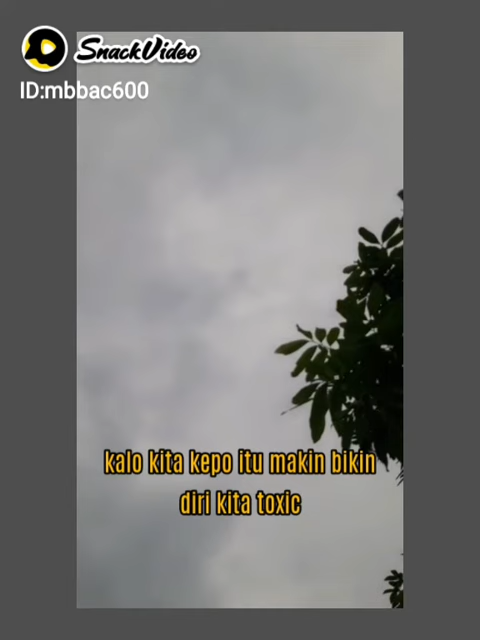 SnackVideo
ID:mbbac600
kalo kita kepo itu makin bikin
diri kita toxic